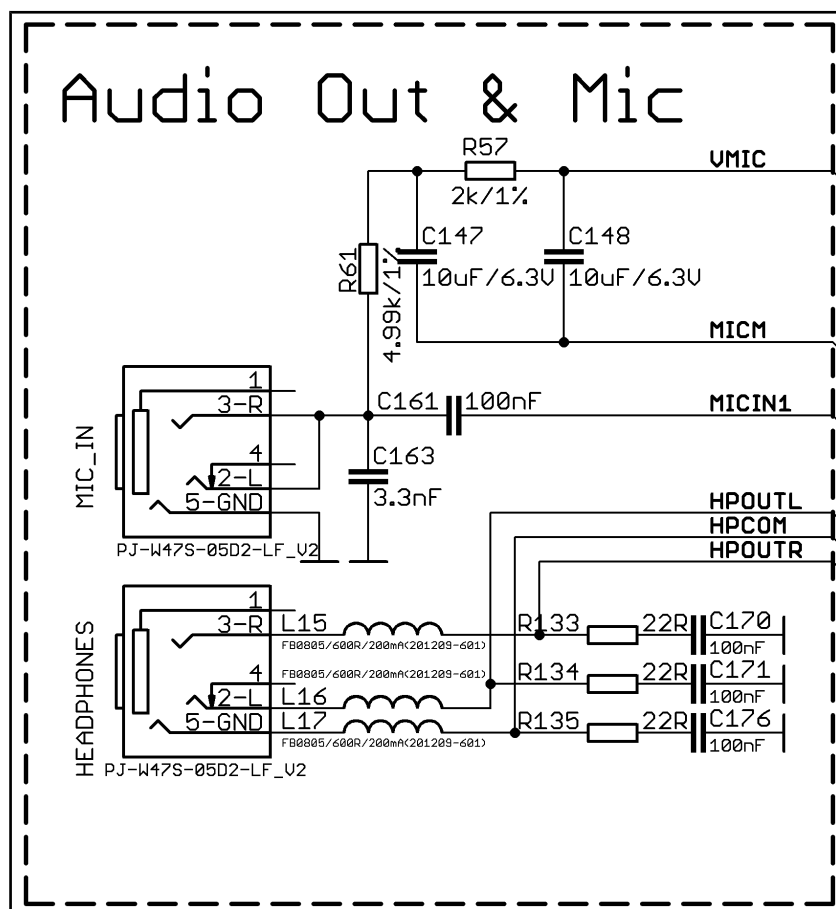 Audio Out & Mic
R57
VMIC
2k/1%
C147
C148
R61
4.99k/1%
10uF/6.3V
10uF/6.3V
MICM
1
3-R
C161
100nF
MICIN1
MIC_IN
4
2-L
C163
5-GND
3.3nF
HPOUTL
HPCOM
HPOUTR
PJ-W47S-05D2-LF_V2
1
3-R
L15
R133
22R
C170
FB0805/600R/200mA(201209-601)
100nF
HEADPHONES
4
FB0805/600R/200mA(201209-601)
2-L
L16
R134
22R
C171
100nF
5-GND
L17
R135
22R
C176
FB0805/600R/200mA(201209-601)
100nF
PJ-W47S-05D2-LF_V2